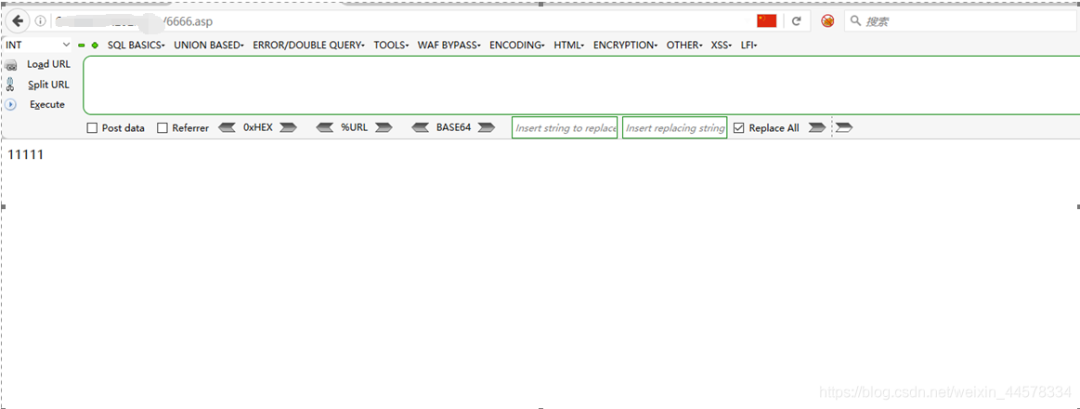 /6666.asp 搜索
INT SQL BASICS UNION BASED ERROR/DOUBLE QUERY TOOLS WAF BYPASS ENCODING HTML ENCRYPTION OTHER XSS LFI
Load URL
Split URL
Execute
Post data Referrer 0xHEX %URL BASE64 Insert string to replace Insert replacing string Replace All
11111
https://blog.csdn.net/weixin_44578334